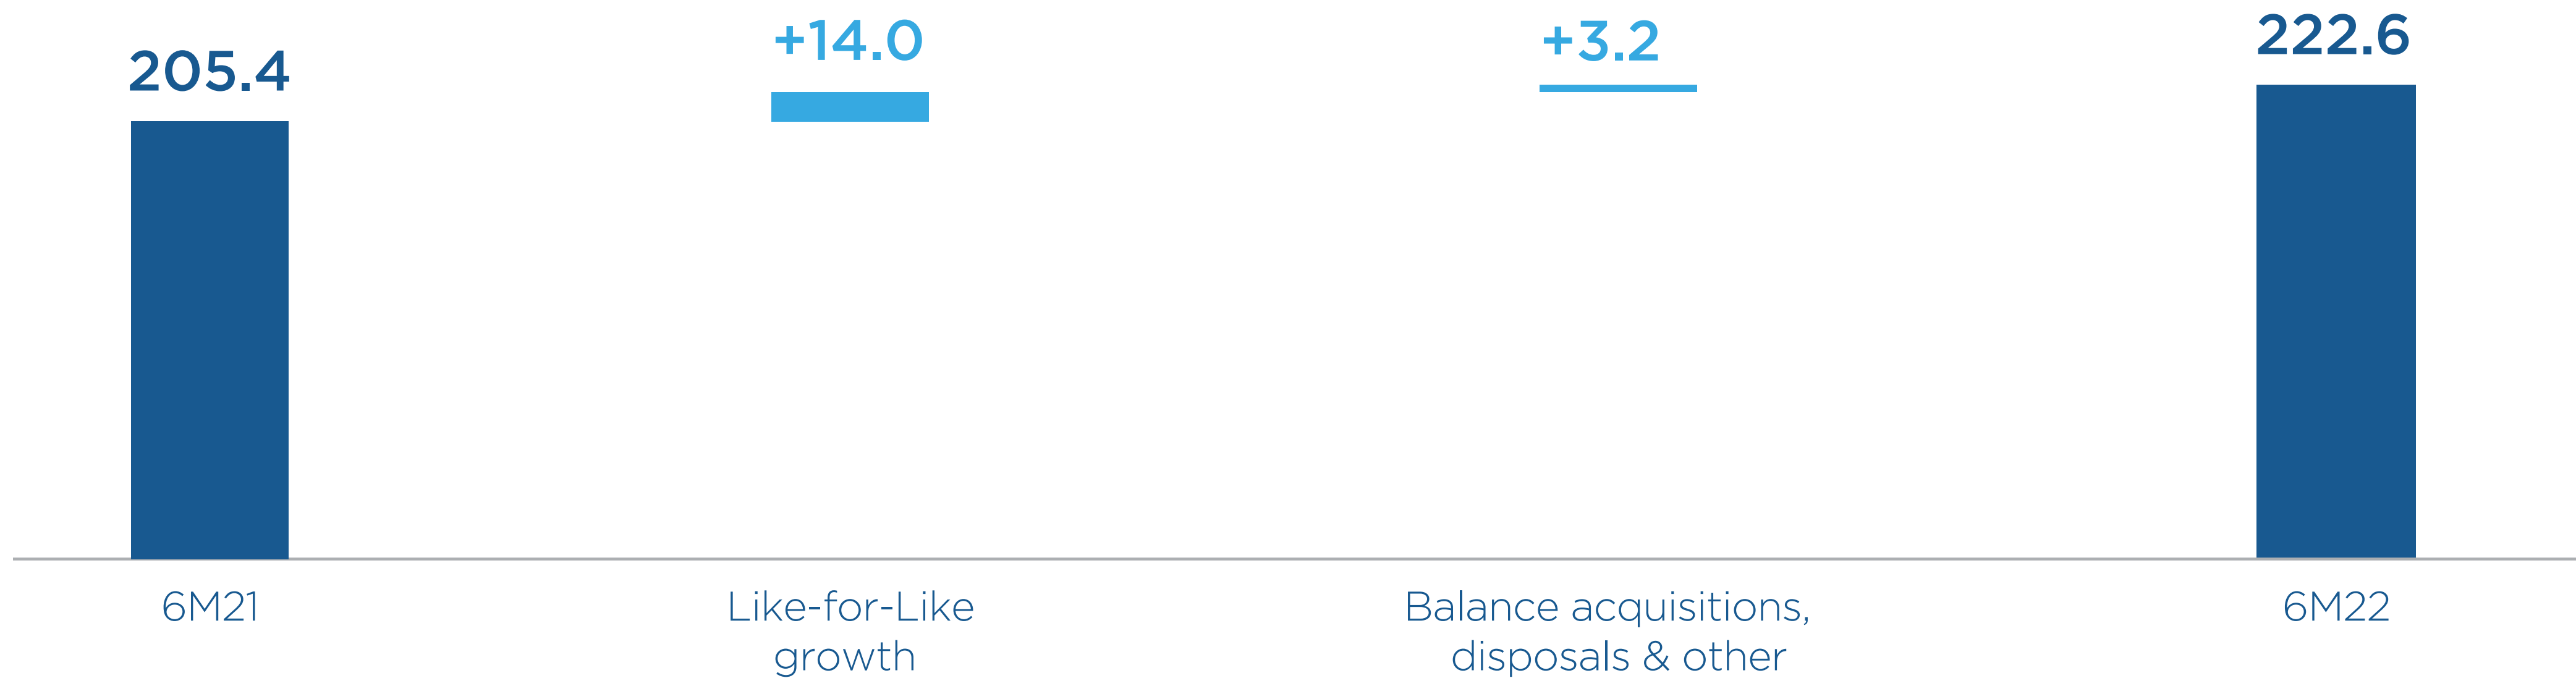 205.4
+14.0
+3.2
222.6
6M21
Like-for-Like
growth
Balance acquisitions,
disposals & other
6M22